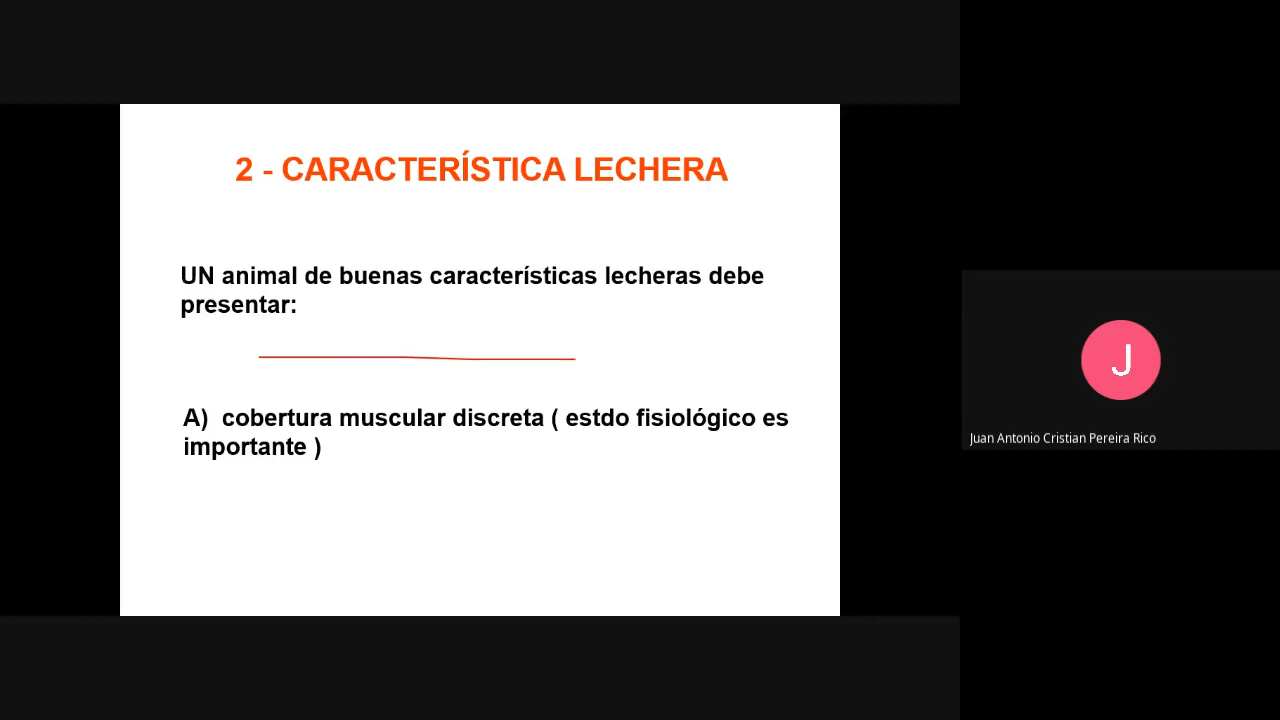 2 - CARACTERÍSTICA LECHERA
UN animal de buenas características lecheras debe
presentar:
A) cobertura muscular discreta ( estdo fisiológico es
importante )
J
Juan Antonio Cristian Pereira Rico